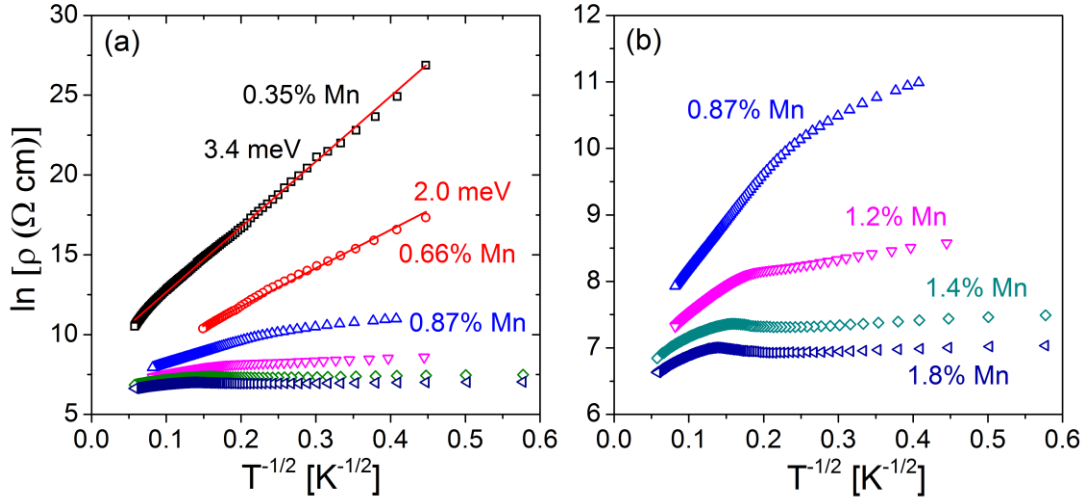 30
25
20
15
10
5
ln [ρ (Ω cm)]
(a)
0.35% Mn
3.4 meV
2.0 meV
0.66% Mn
0.87% Mn
0.0 0.1 0.2 0.3 0.4 0.5 0.6
T⁻¹/² [K⁻¹/²]
12
11
10
9
8
7
6
(b)
0.87% Mn
1.2% Mn
1.4% Mn
1.8% Mn
0.0 0.1 0.2 0.3 0.4 0.5 0.6
T⁻¹/² [K⁻¹/²]